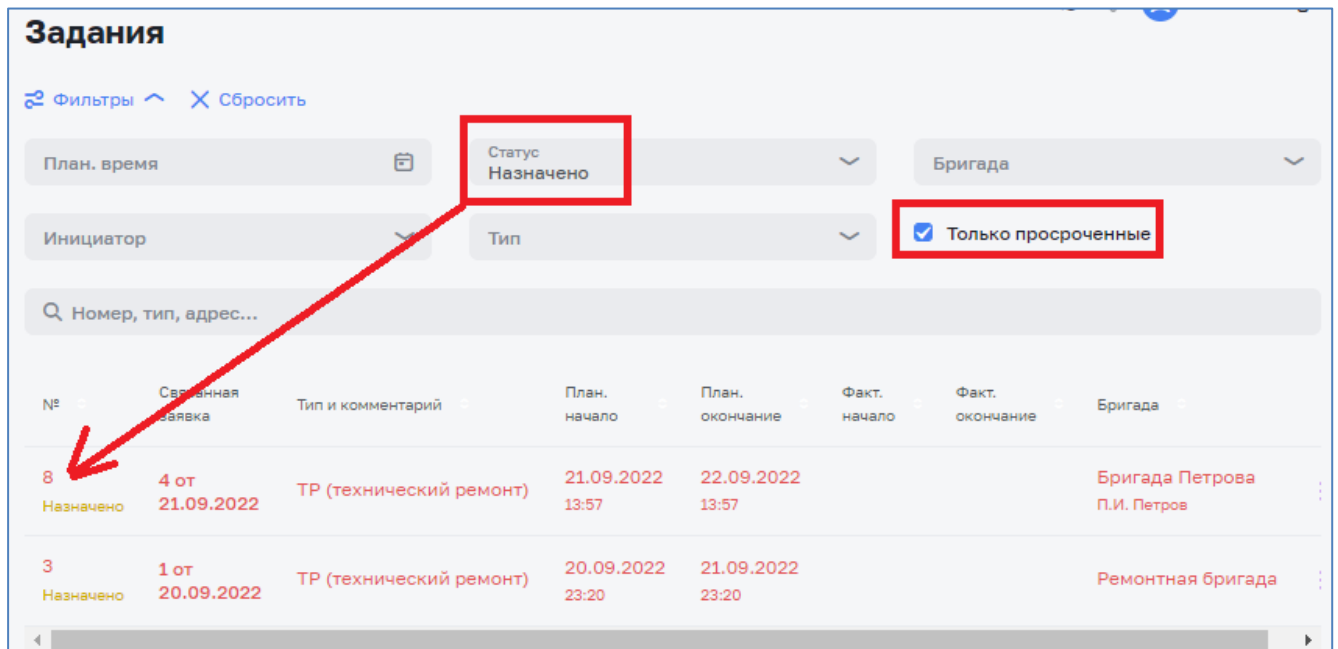 Задания
Фильтры Сбросить
План. время
Статус
Назначено
Бригада
Инициатор
Тип
Только просроченные
Номер, тип, адрес...
№
Связанная
заявка
Тип и комментарий
План.
начало
План.
окончание
Факт.
начало
Факт.
окончание
Бригада
8
Назначено
4 от
21.09.2022
ТР (технический ремонт)
21.09.2022
13:57
22.09.2022
13:57
Бригада Петрова
П.И. Петров
3
Назначено
1 от
20.09.2022
ТР (технический ремонт)
20.09.2022
23:20
21.09.2022
23:20
Ремонтная бригада